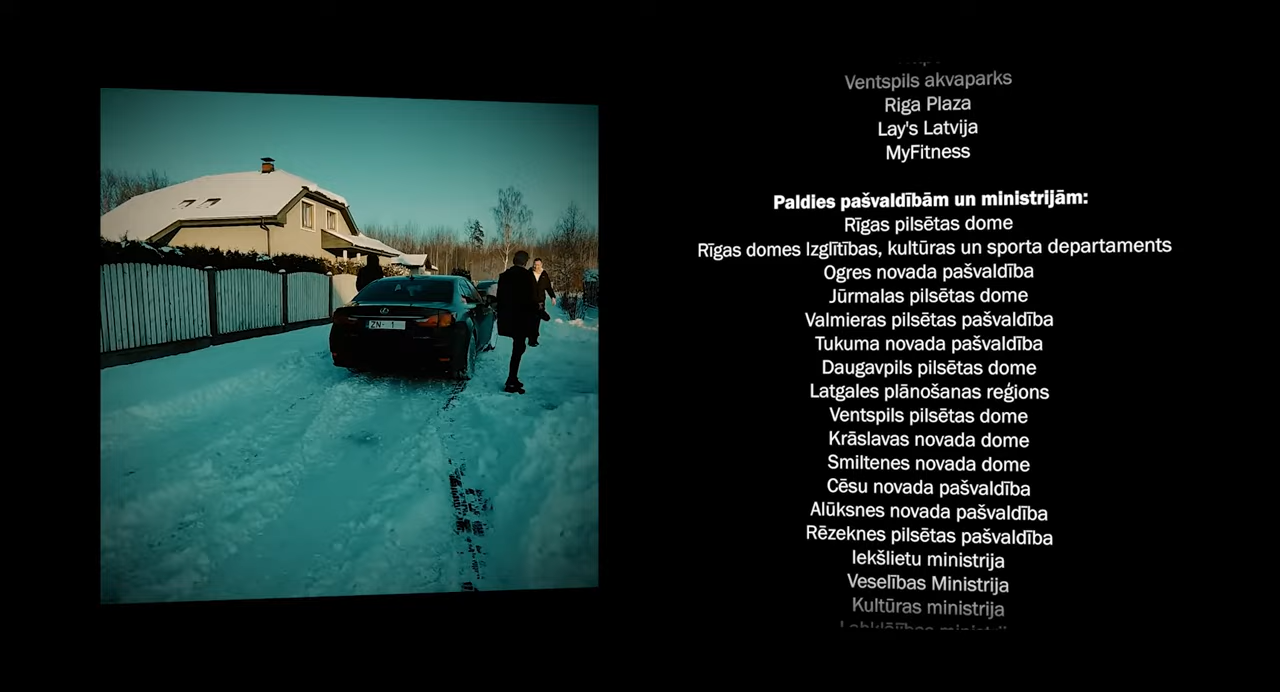 ZN· 1
Ventspils akvaparks
Riga Plaza
Lay's Latvija
MyFitness
Paldies pašvaldībām un ministrijām:
Rīgas pilsētas dome
Rīgas domes Izglītības, kultūras un sporta departaments
Ogres novada pašvaldība
Jūrmalas pilsētas dome
Valmieras pilsētas pašvaldība
Tukuma novada pašvaldība
Daugavpils pilsētas dome
Latgales plānošanas reģions
Ventspils pilsētas dome
Krāslavas novada dome
Smiltenes novada dome
Cēsu novada pašvaldība
Alūksnes novada pašvaldība
Rēzeknes pilsētas pašvaldība
Iekšlietu ministrija
Veselības Ministrija
Kultūras ministrija